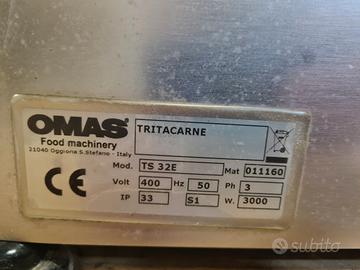 OMAS
Food machinery
21040 Oggiona S.Stefano - Italy
TRITACARNE
Mod. TS 32E Mat 011160
Volt 400 Hz 50 Ph 3
IP 33 S1 W. 3000
CE
subito